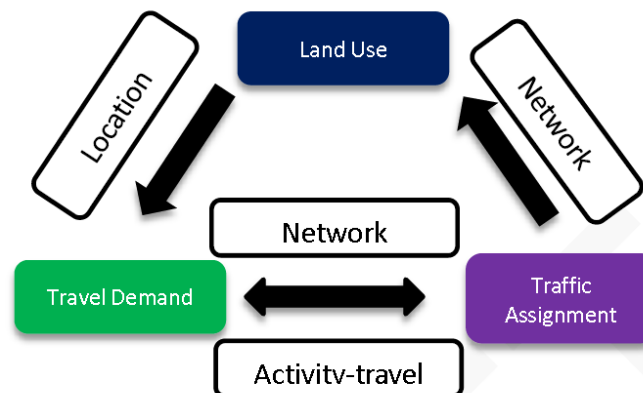 Land Use
Location
Network
Network
Travel Demand
Traffic
Assignment
Activity-travel